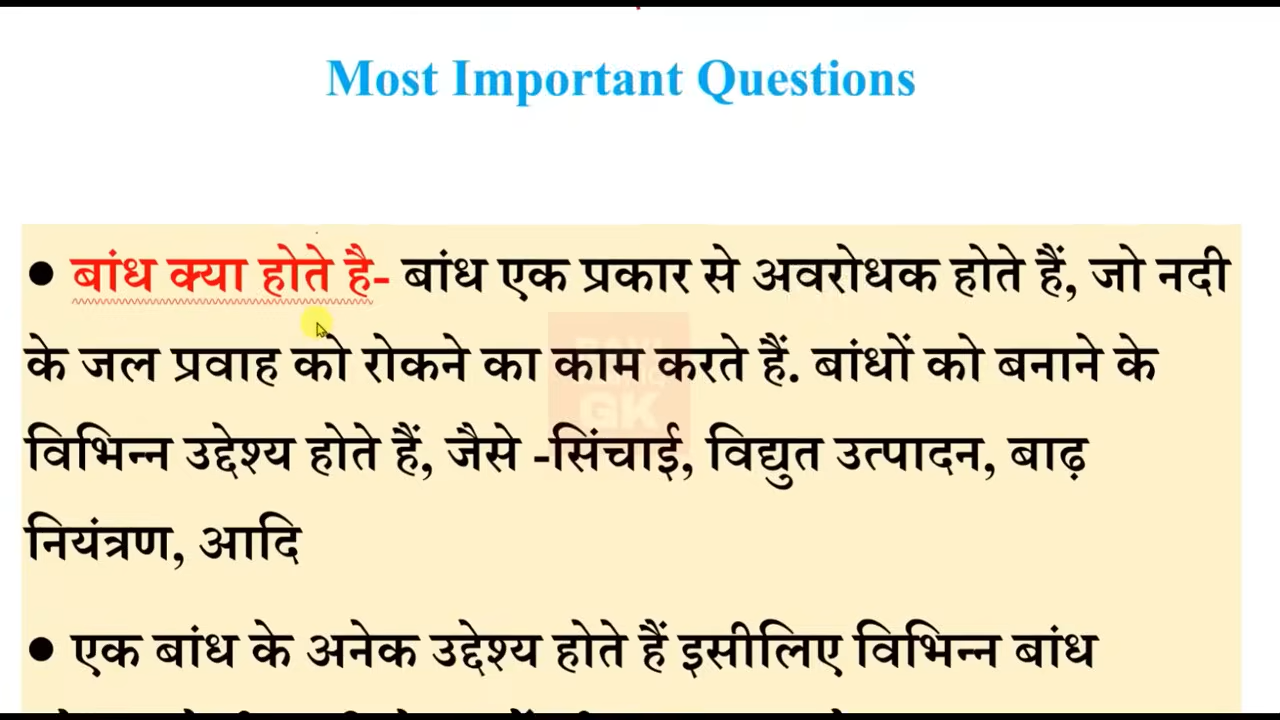 Most Important Questions
● बांध क्या होते है- बांध एक प्रकार से अवरोधक होते हैं, जो नदी
के जल प्रवाह को रोकने का काम करते हैं. बांधों को बनाने के
विभिन्न उद्देश्य होते हैं, जैसे -सिंचाई, विद्युत उत्पादन, बाढ़
नियंत्रण, आदि
● एक बांध के अनेक उद्देश्य होते हैं इसीलिए विभिन्न बांध
GK